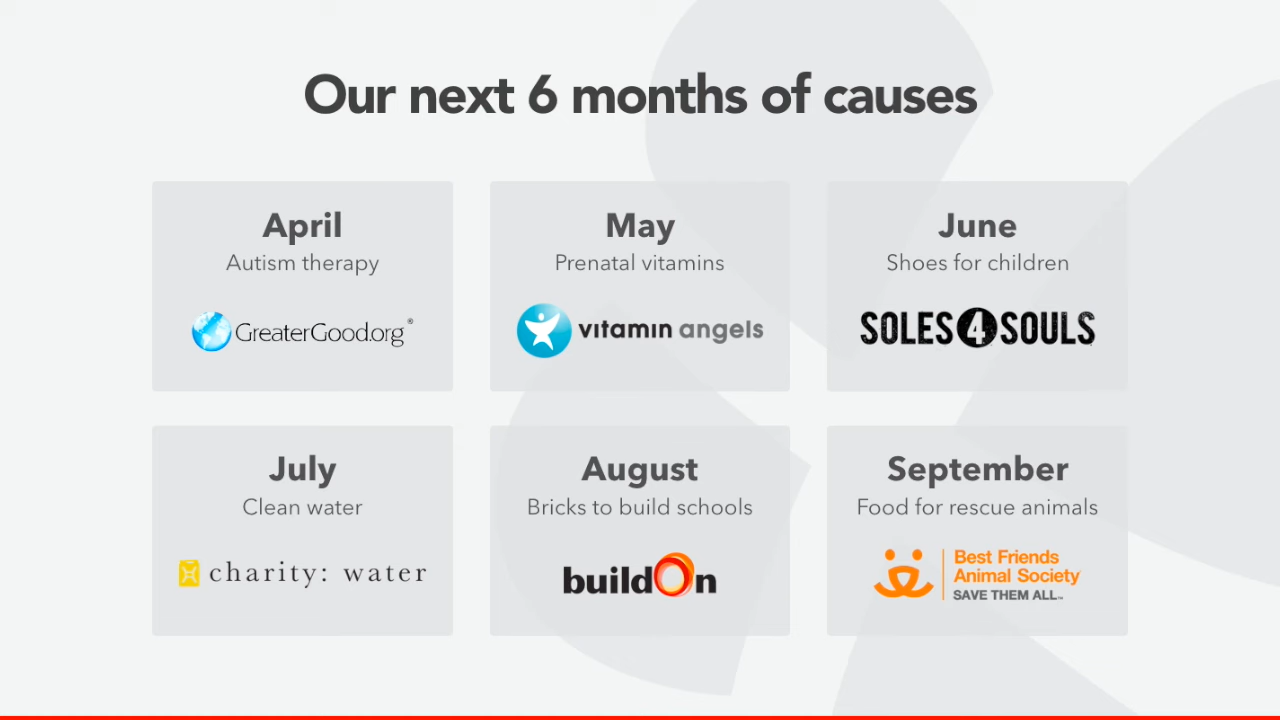 Our next 6 months of causes
April
Autism therapy
GreaterGood.org®
May
Prenatal vitamins
vitamin angels
June
Shoes for children
SOLES4SOULS
July
Clean water
charity: water
August
Bricks to build schools
buildOn
September
Food for rescue animals
Best Friends
Animal Society
SAVE THEM ALL™